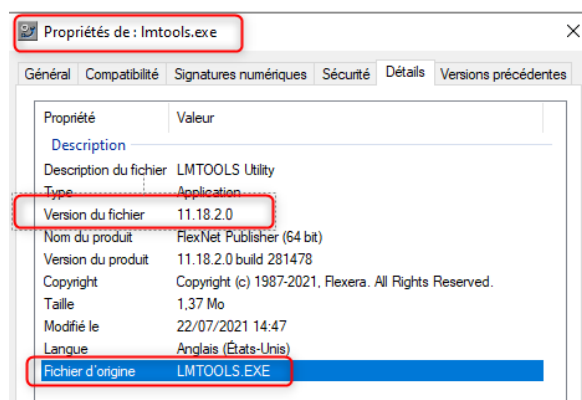 Propriétés de : lmtools.exe
Général Compatibilité Signatures numériques Sécurité Détails Versions précédentes
Propriété Valeur
Description
Description du fichier LMTOOLS Utility
Type Application
Version du fichier 11.18.2.0
Nom du produit FlexNet Publisher (64 bit)
Version du produit 11.18.2.0 build 281478
Copyright Copyright (c) 1987-2021, Flexera. All Rights Reserved.
Taille 1,37 Mo
Modifié le 22/07/2021 14:47
Langue Anglais (États-Unis)
Fichier d'origine LMTOOLS.EXE